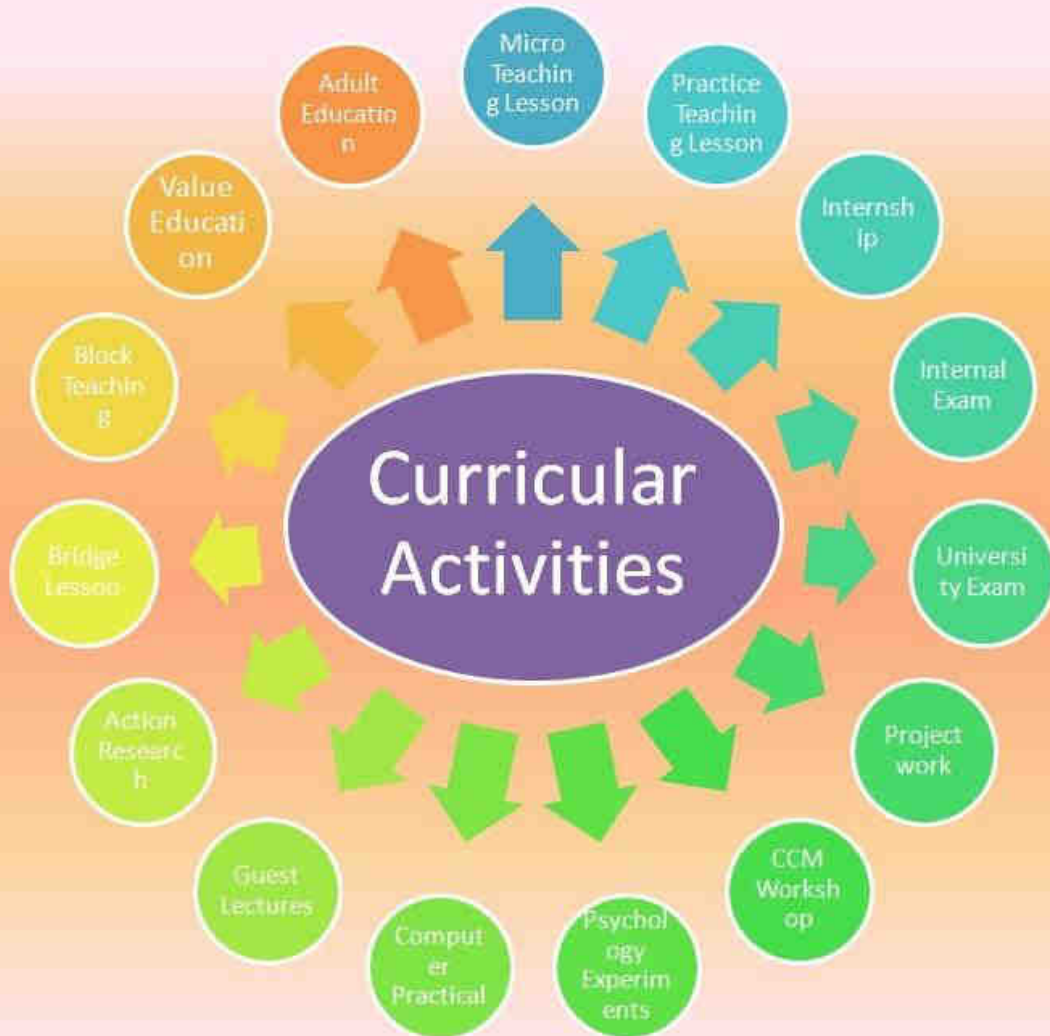 Curricular
Activities
Micro
Teachin
g Lesson
Practice
Teachin
g Lesson
Internsh
ip
Internal
Exam
Universi
ty Exam
Project
work
CCM
Worksh
op
Psychol
ogy
Experim
ents
Comput
er
Practical
Guest
Lectures
Action
Researc
h
Bridge
Lesson
Block
Teachin
g
Value
Educati
on
Adult
Educatio
n